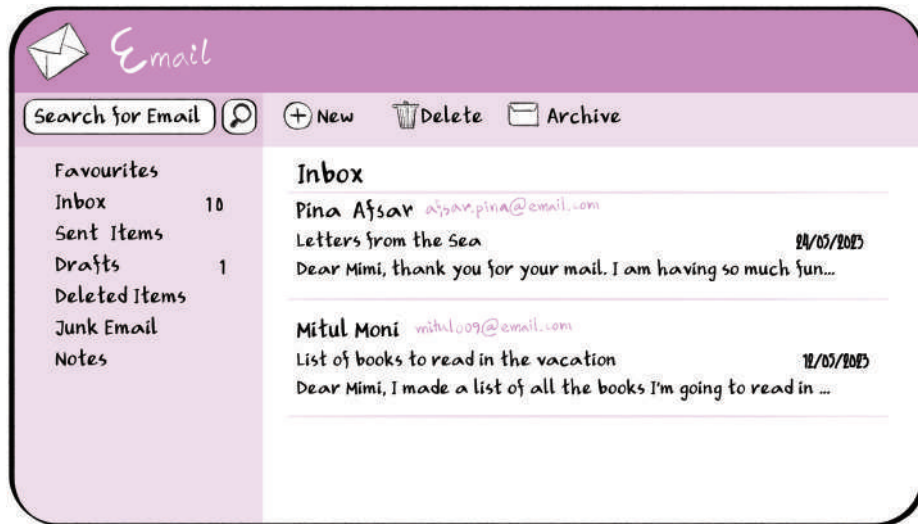 Email
Search for Email
New Delete Archive
Favourites
Inbox 10
Sent Items
Drafts 1
Deleted Items
Junk Email
Notes
Inbox
Pina Afsar afsar.pina@email.com
Letters from the Sea 24/05/2023
Dear Mimi, thank you for your mail. I am having so much fun...
Mitul Moni mitul009@email.com
List of books to read in the vacation 12/05/2023
Dear Mimi, I made a list of all the books I'm going to read in ...